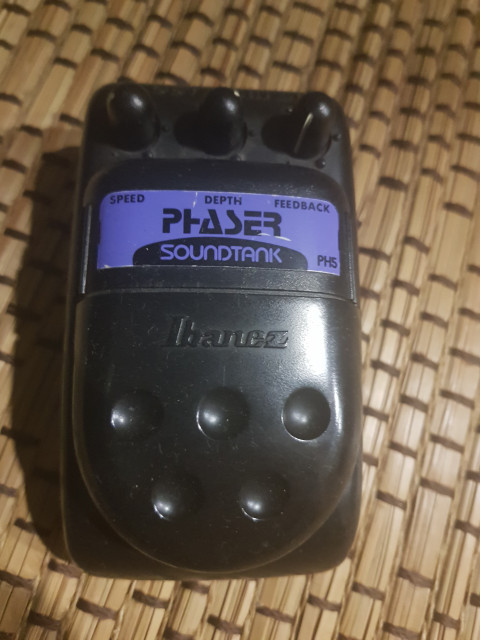 SPEED DEPTH FEEDBACK
PHASER
SOUNDTANK PH5
Ibanez